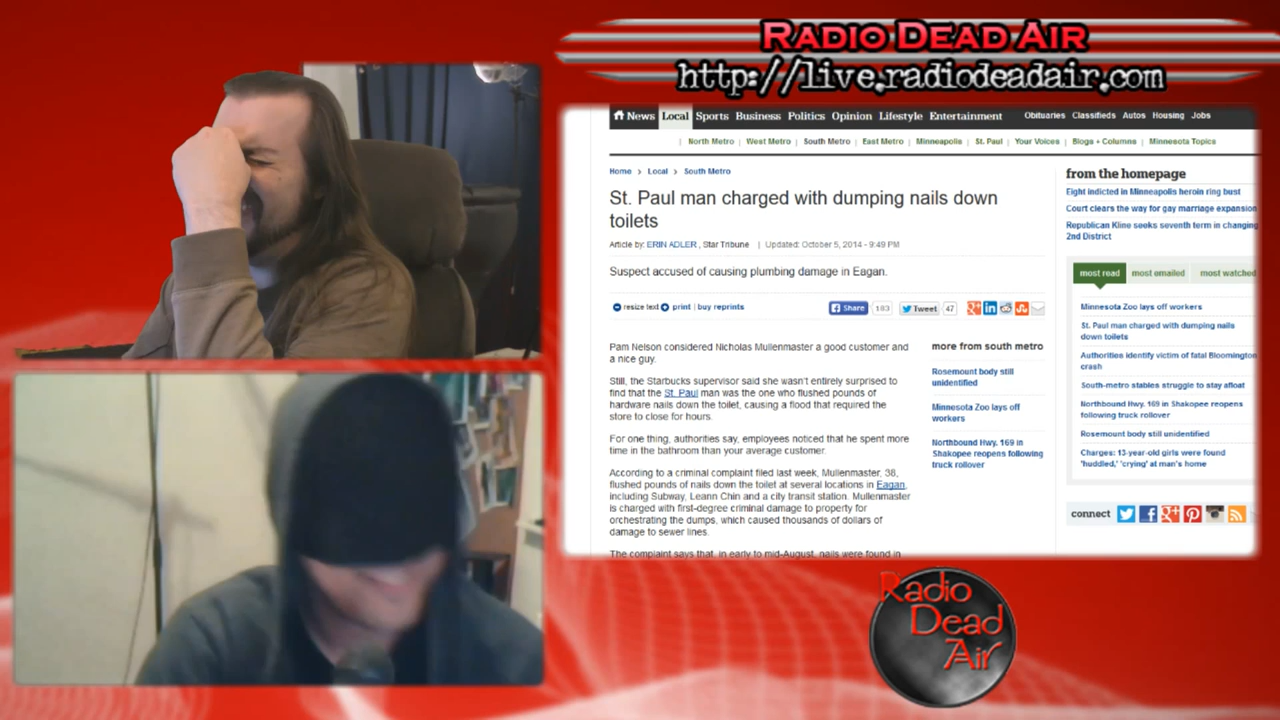 RADIO DEAD AIR
http://live.radiodeadair.com
News Local Sports Business Politics Opinion Lifestyle Entertainment Obituaries Classifieds Autos Housing Jobs
| North Metro | West Metro | South Metro | East Metro | Minneapolis | St. Paul | Your Voices | Blogs + Columns | Minnesota Topics
Home > Local > South Metro
St. Paul man charged with dumping nails down
toilets
Article by: ERIN ADLER , Star Tribune | Updated: October 5, 2014 - 9:49 PM
Suspect accused of causing plumbing damage in Eagan.
resize text print | buy reprints
Share 183 Tweet 47
Pam Nelson considered Nicholas Mullenmaster a good customer and
a nice guy.
Still, the Starbucks supervisor said she wasn't entirely surprised to
find that the St. Paul man was the one who flushed pounds of
hardware nails down the toilet, causing a flood that required the
store to close for hours.
For one thing, authorities say, employees noticed that he spent more
time in the bathroom than your average customer.
According to a criminal complaint filed last week, Mullenmaster, 38,
flushed pounds of nails down the toilet at several locations in Eagan,
including Subway, Leann Chin and a city transit station. Mullenmaster
is charged with first-degree criminal damage to property for
orchestrating the dumps, which caused thousands of dollars of
damage to sewer lines.
The complaint says that, in early to mid-August, nails were found in
more from south metro
Rosemount body still
unidentified
Minnesota Zoo lays off
workers
Northbound Hwy. 169 in
Shakopee reopens following
truck rollover
from the homepage
Eight indicted in Minneapolis heroin ring bust
Court clears the way for gay marriage expansion
Republican Kline seeks seventh term in changing
2nd District
most read most emailed most watched
Minnesota Zoo lays off workers
St. Paul man charged with dumping nails
down toilets
Authorities identify victim of fatal Bloomington
crash
South-metro stables struggle to stay afloat
Northbound Hwy. 169 in Shakopee reopens
following truck rollover
Rosemount body still unidentified
Charges: 13-year-old girls were found
'huddled,' 'crying' at man's home
connect
Radio
Dead
Air